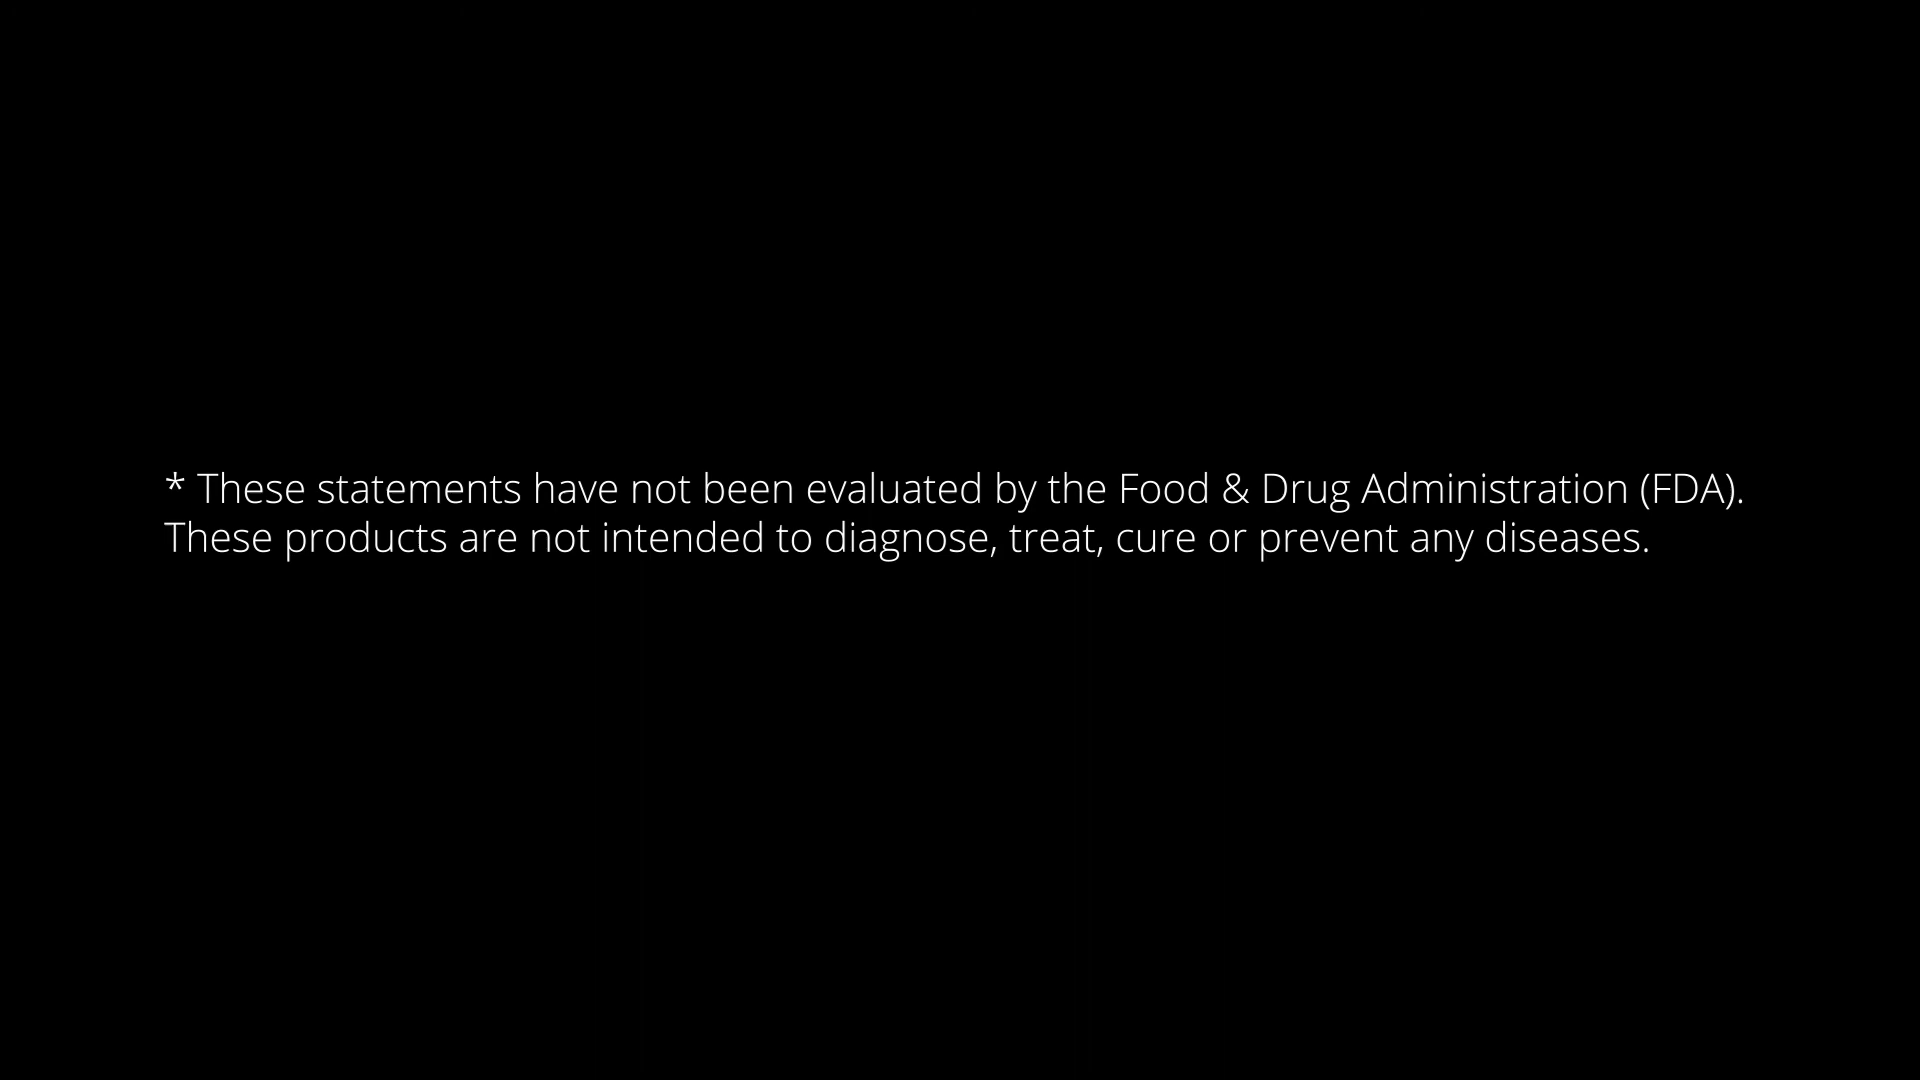 * These statements have not been evaluated by the Food & Drug Administration (FDA).
These products are not intended to diagnose, treat, cure or prevent any diseases.